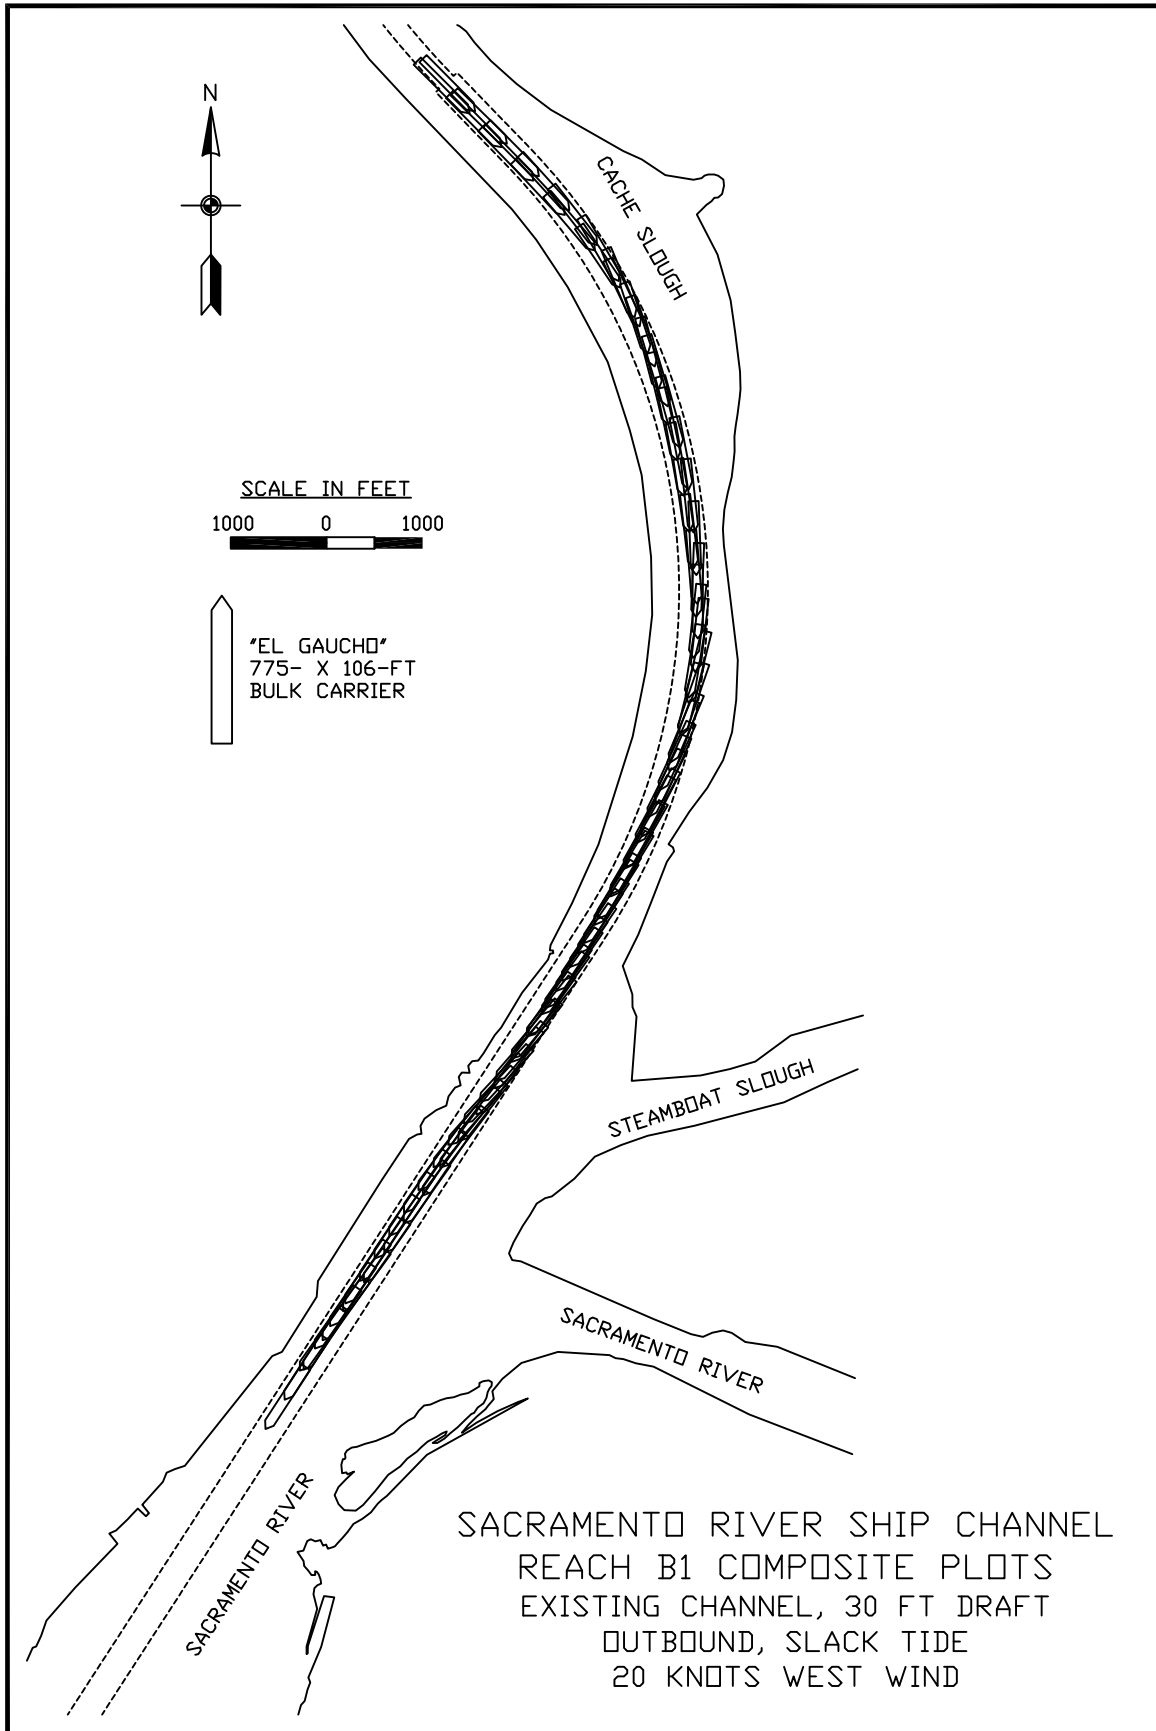 N
CACHE SLOUGH
SCALE IN FEET
1000 0 1000
"EL GAUCHO"
775- X 106-FT
BULK CARRIER
STEAMBOAT SLOUGH
SACRAMENTO RIVER
SACRAMENTO RIVER
SACRAMENTO RIVER SHIP CHANNEL
REACH B1 COMPOSITE PLOTS
EXISTING CHANNEL, 30 FT DRAFT
OUTBOUND, SLACK TIDE
20 KNOTS WEST WIND